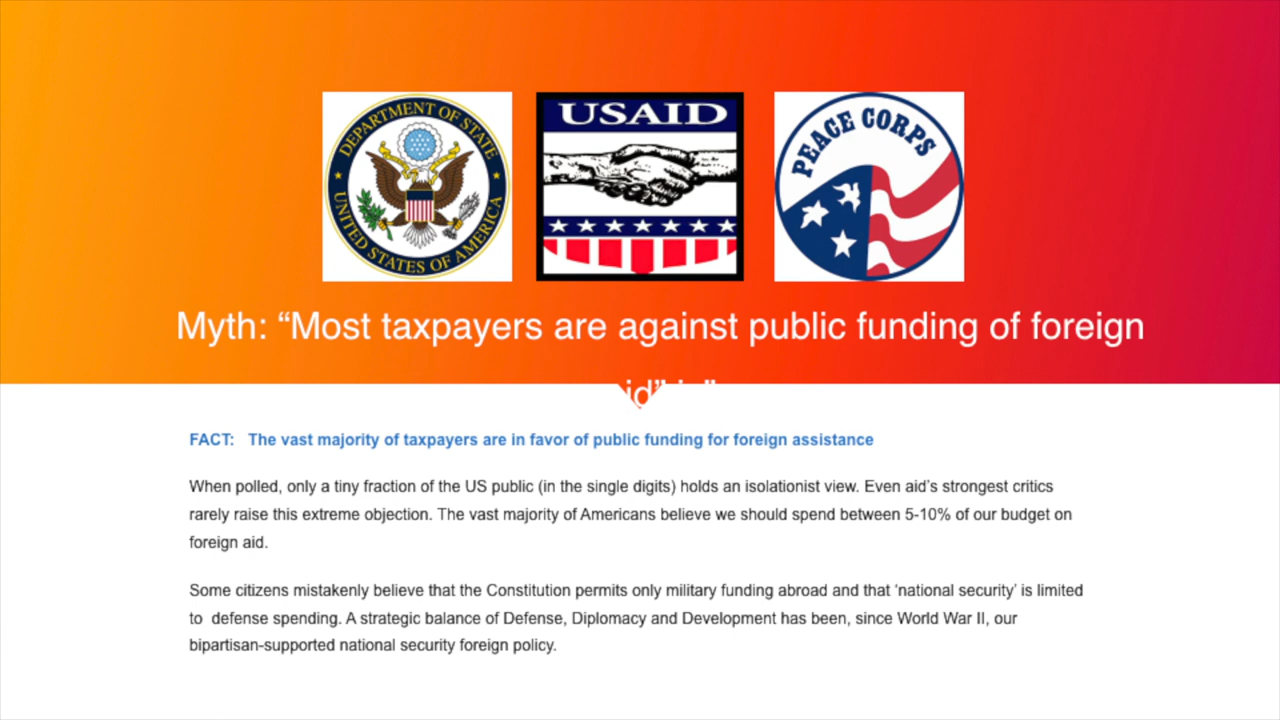 DEPARTMENT OF STATE
UNITED STATES OF AMERICA
USAID
PEACE CORPS
Myth: “Most taxpayers are against public funding of foreign
FACT: The vast majority of taxpayers are in favor of public funding for foreign assistance
When polled, only a tiny fraction of the US public (in the single digits) holds an isolationist view. Even aid’s strongest critics
rarely raise this extreme objection. The vast majority of Americans believe we should spend between 5-10% of our budget on
foreign aid.
Some citizens mistakenly believe that the Constitution permits only military funding abroad and that ‘national security’ is limited
to defense spending. A strategic balance of Defense, Diplomacy and Development has been, since World War II, our
bipartisan-supported national security foreign policy.